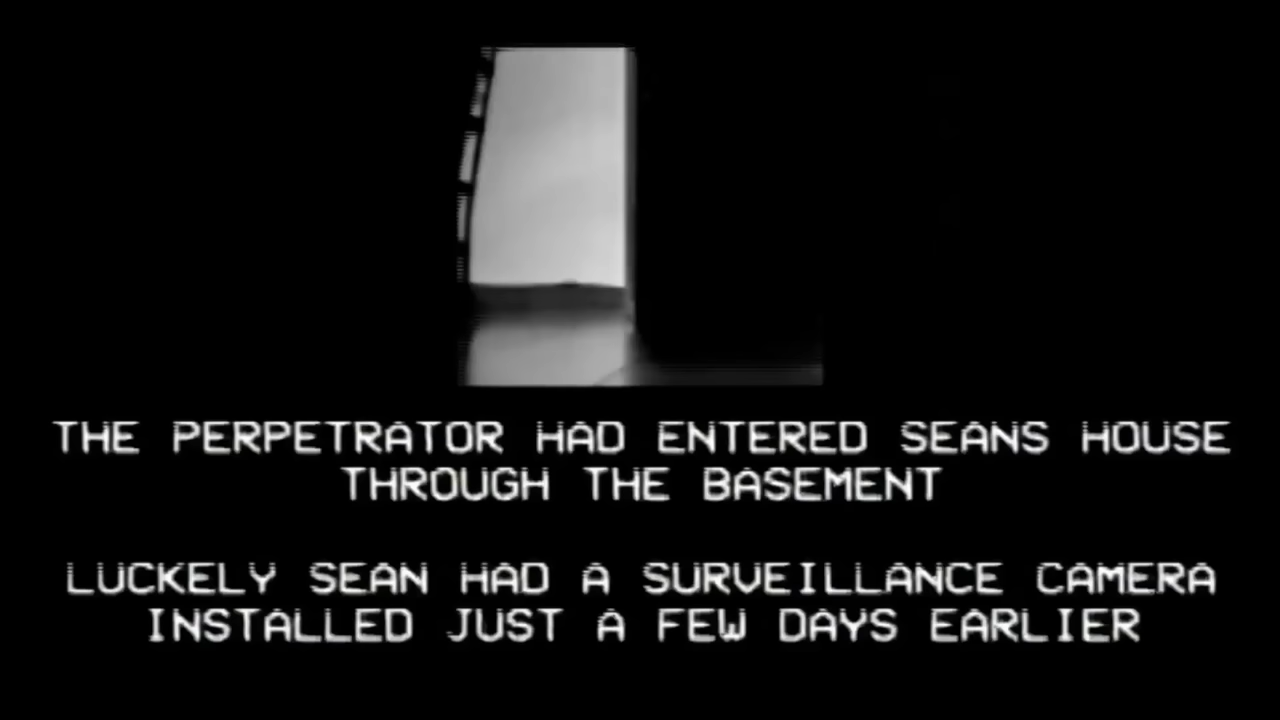 THE PERPETRATOR HAD ENTERED SEANS HOUSE
THROUGH THE BASEMENT
LUCKELY SEAN HAD A SURVEILLANCE CAMERA
INSTALLED JUST A FEW DAYS EARLIER